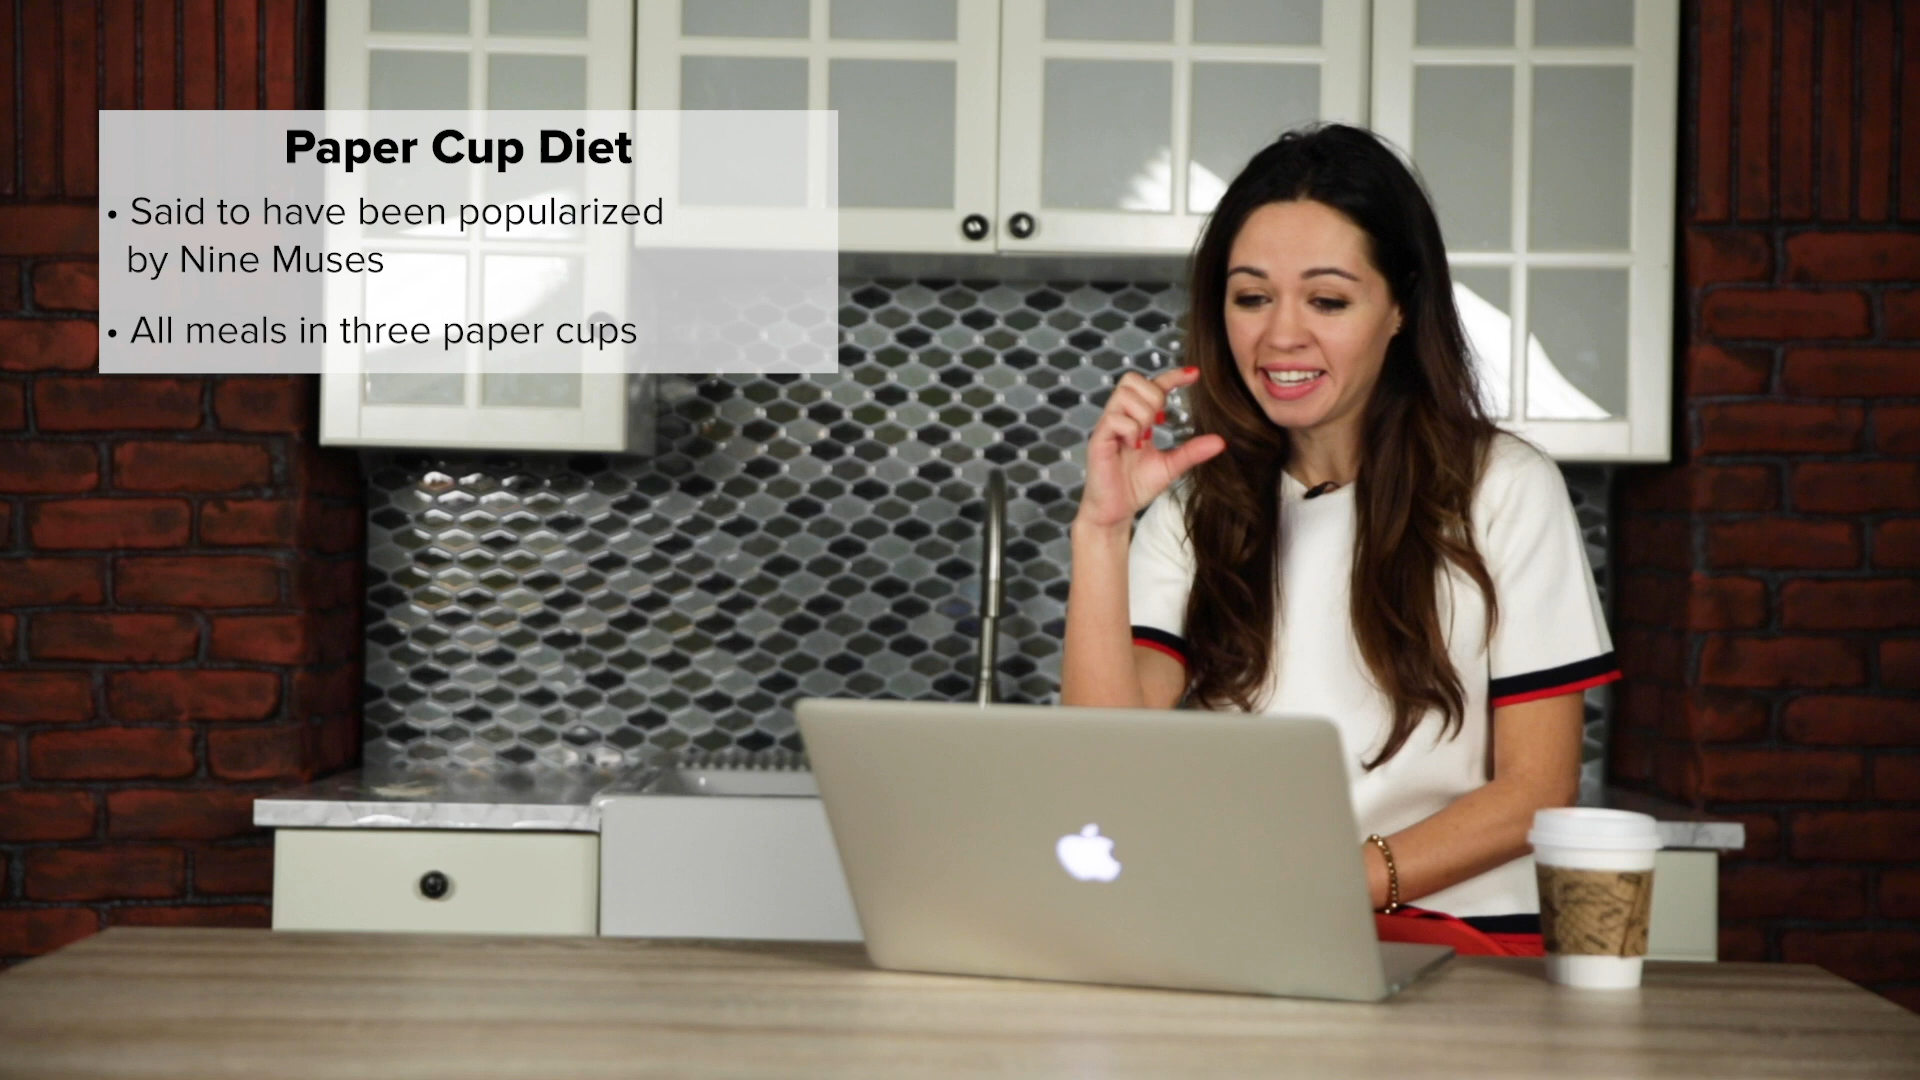 Paper Cup Diet
• Said to have been popularized
by Nine Muses
• All meals in three paper cups